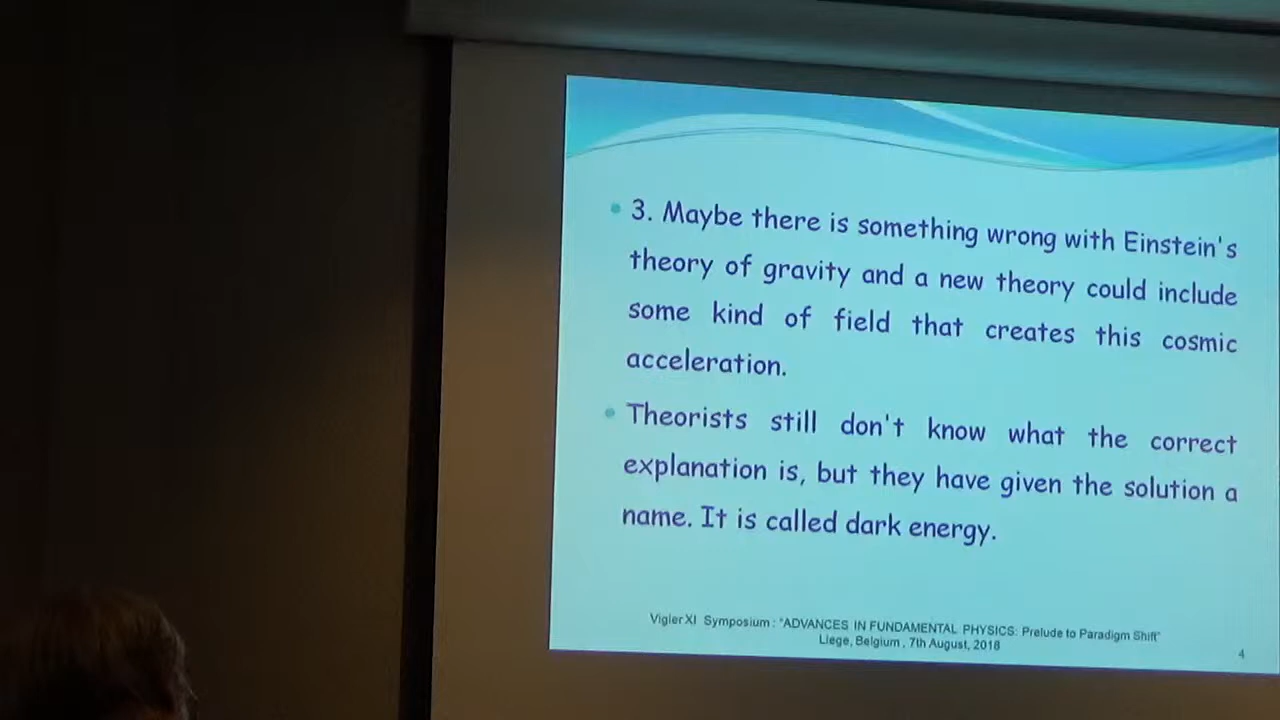 • 3. Maybe there is something wrong with Einstein's
theory of gravity and a new theory could include
some kind of field that creates this cosmic
acceleration.
• Theorists still don't know what the correct
explanation is, but they have given the solution a
name. It is called dark energy.
Vigier XI Symposium : "ADVANCES IN FUNDAMENTAL PHYSICS: Prelude to Paradigm Shift"
Liege, Belgium , 7th August, 2018
4